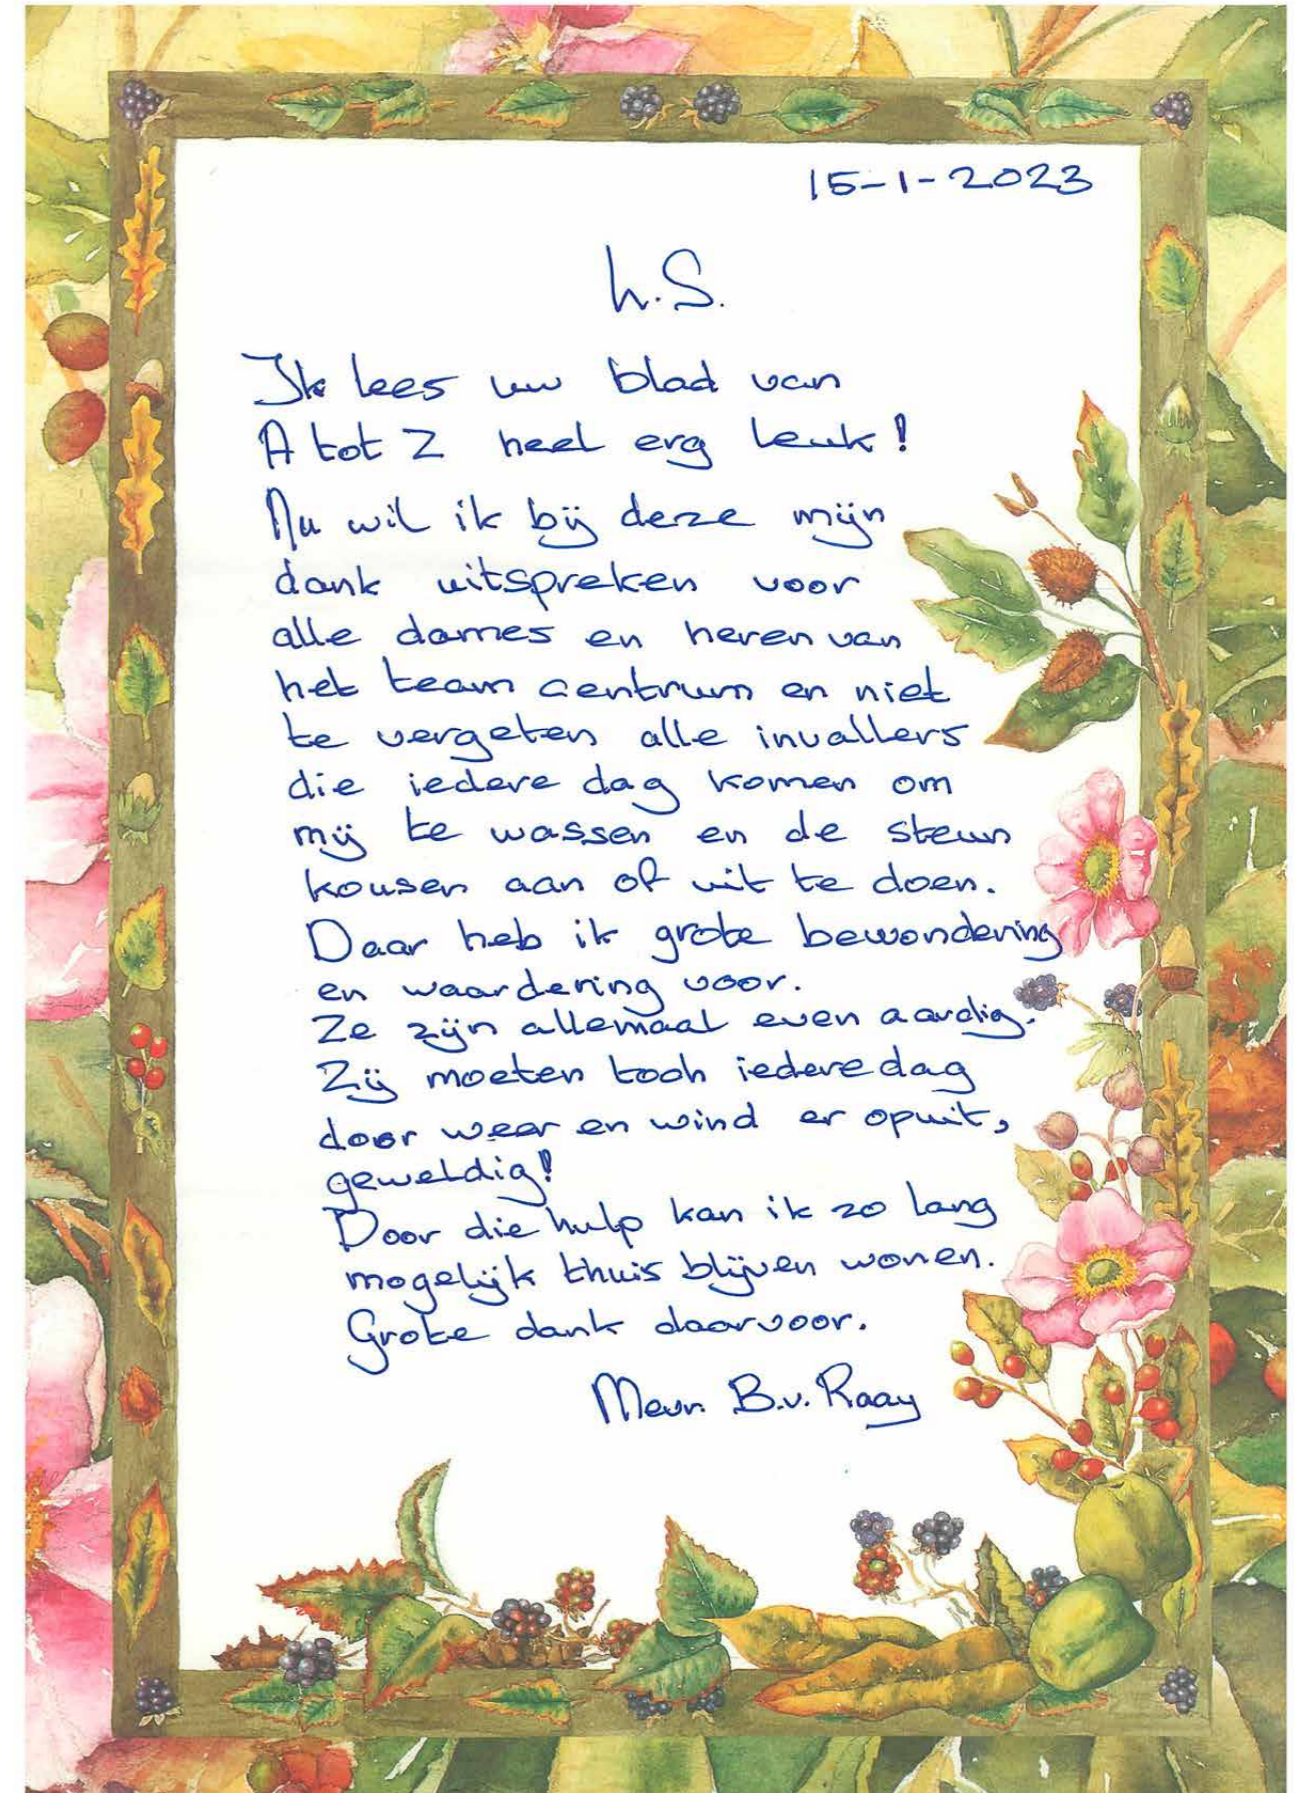 15-1-2023
L.S.
Ik lees uw blad van
A tot Z heel erg leuk!
Nu wil ik bij deze mijn
dank uitspreken voor
alle dames en heren van
het team centrum en niet
te vergeten alle invallers
die iedere dag komen om
mij te wassen en de steun
kousen aan of uit te doen.
Daar heb ik grote bewondering
en waardering voor.
Ze zijn allemaal even aardig.
Zij moeten toch iedere dag
door weer en wind er opuit,
geweldig!
Door die hulp kan ik zo lang
mogelijk thuis blijven wonen.
Grote dank daarvoor.
Mevr. B.v. Raay